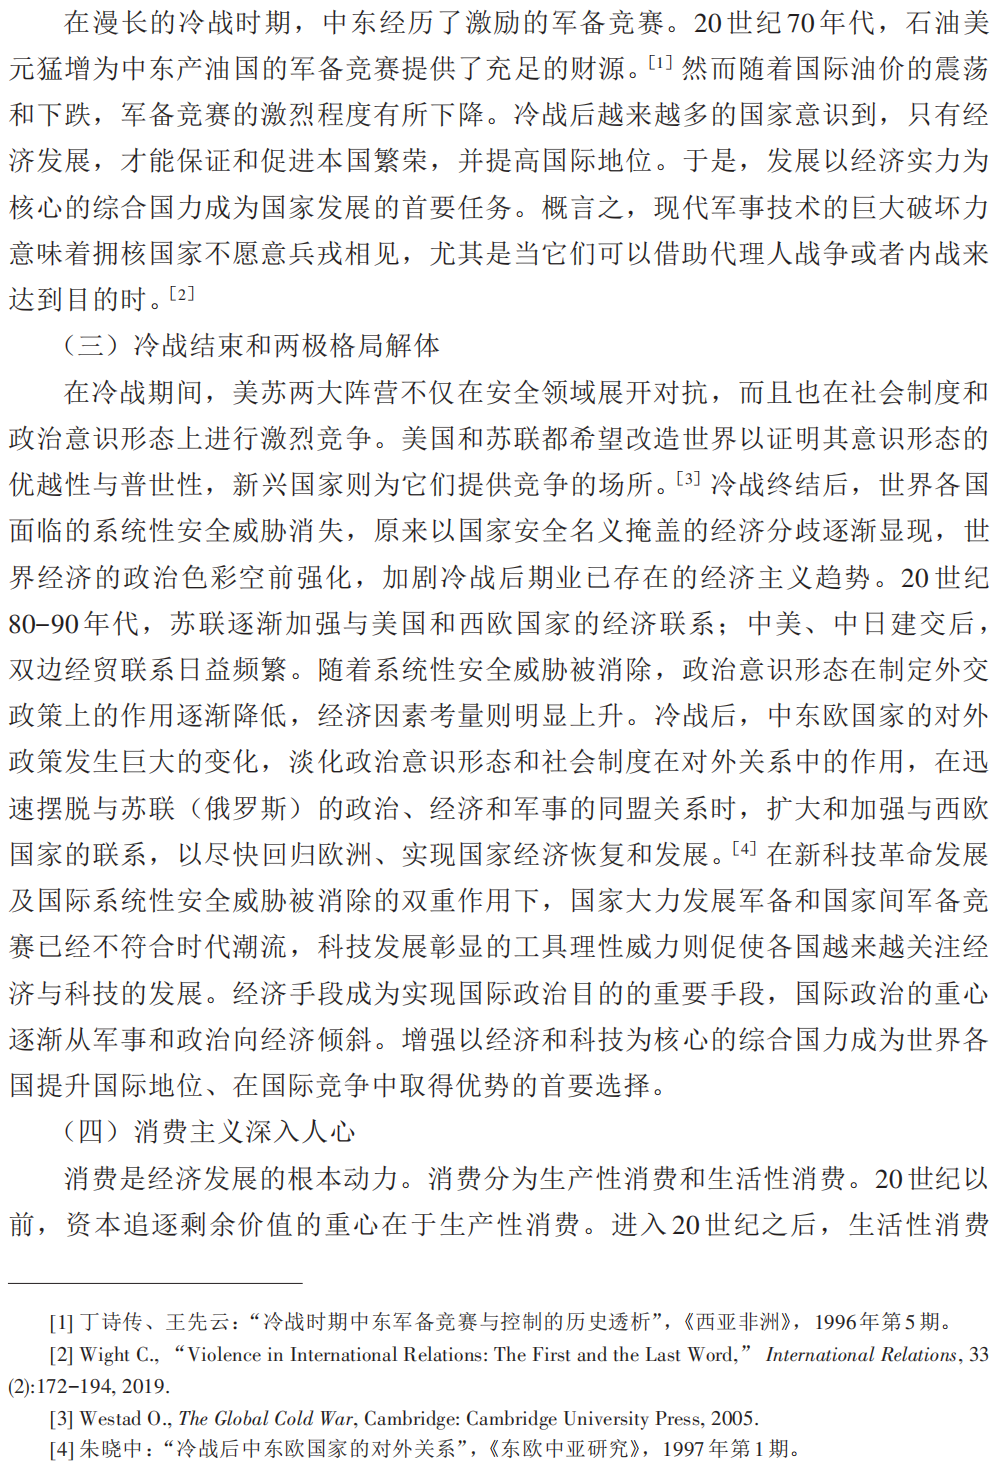 在漫长的冷战时期，中东经历了激励的军备竞赛。20世纪70年代，石油美
元猛增为中东产油国的军备竞赛提供了充足的财源。[1] 然而随着国际油价的震荡
和下跌，军备竞赛的激烈程度有所下降。冷战后越来越多的国家意识到，只有经
济发展，才能保证和促进本国繁荣，并提高国际地位。于是，发展以经济实力为
核心的综合国力成为国家发展的首要任务。概言之，现代军事技术的巨大破坏力
意味着拥核国家不愿意兵戎相见，尤其是当它们可以借助代理人战争或者内战来
达到目的时。[2]
（三）冷战结束和两极格局解体
在冷战期间，美苏两大阵营不仅在安全领域展开对抗，而且也在社会制度和
政治意识形态上进行激烈竞争。美国和苏联都希望改造世界以证明其意识形态的
优越性与普世性，新兴国家则为它们提供竞争的场所。[3] 冷战终结后，世界各国
面临的系统性安全威胁消失，原来以国家安全名义掩盖的经济分歧逐渐显现，世
界经济的政治色彩空前强化，加剧冷战后期业已存在的经济主义趋势。20世纪
80-90年代，苏联逐渐加强与美国和西欧国家的经济联系；中美、中日建交后，
双边经贸联系日益频繁。随着系统性安全威胁被消除，政治意识形态在制定外交
政策上的作用逐渐降低，经济因素考量则明显上升。冷战后，中东欧国家的对外
政策发生巨大的变化，淡化政治意识形态和社会制度在对外关系中的作用，在迅
速摆脱与苏联（俄罗斯）的政治、经济和军事的同盟关系时，扩大和加强与西欧
国家的联系，以尽快回归欧洲、实现国家经济恢复和发展。[4] 在新科技革命发展
及国际系统性安全威胁被消除的双重作用下，国家大力发展军备和国家间军备竞
赛已经不符合时代潮流，科技发展彰显的工具理性威力则促使各国越来越关注经
济与科技的发展。经济手段成为实现国际政治目的的重要手段，国际政治的重心
逐渐从军事和政治向经济倾斜。增强以经济和科技为核心的综合国力成为世界各
国提升国际地位、在国际竞争中取得优势的首要选择。
（四）消费主义深入人心
消费是经济发展的根本动力。消费分为生产性消费和生活性消费。20世纪以
前，资本追逐剩余价值的重心在于生产性消费。进入20世纪之后，生活性消费
[1] 丁诗传、王先云：“冷战时期中东军备竞赛与控制的历史透析”，《西亚非洲》，1996年第5期。
[2] Wight C., “Violence in International Relations: The First and the Last Word,” International Relations, 33
(2):172-194, 2019.
[3] Westad O., The Global Cold War, Cambridge: Cambridge University Press, 2005.
[4] 朱晓中：“冷战后中东欧国家的对外关系”，《东欧中亚研究》，1997年第1期。